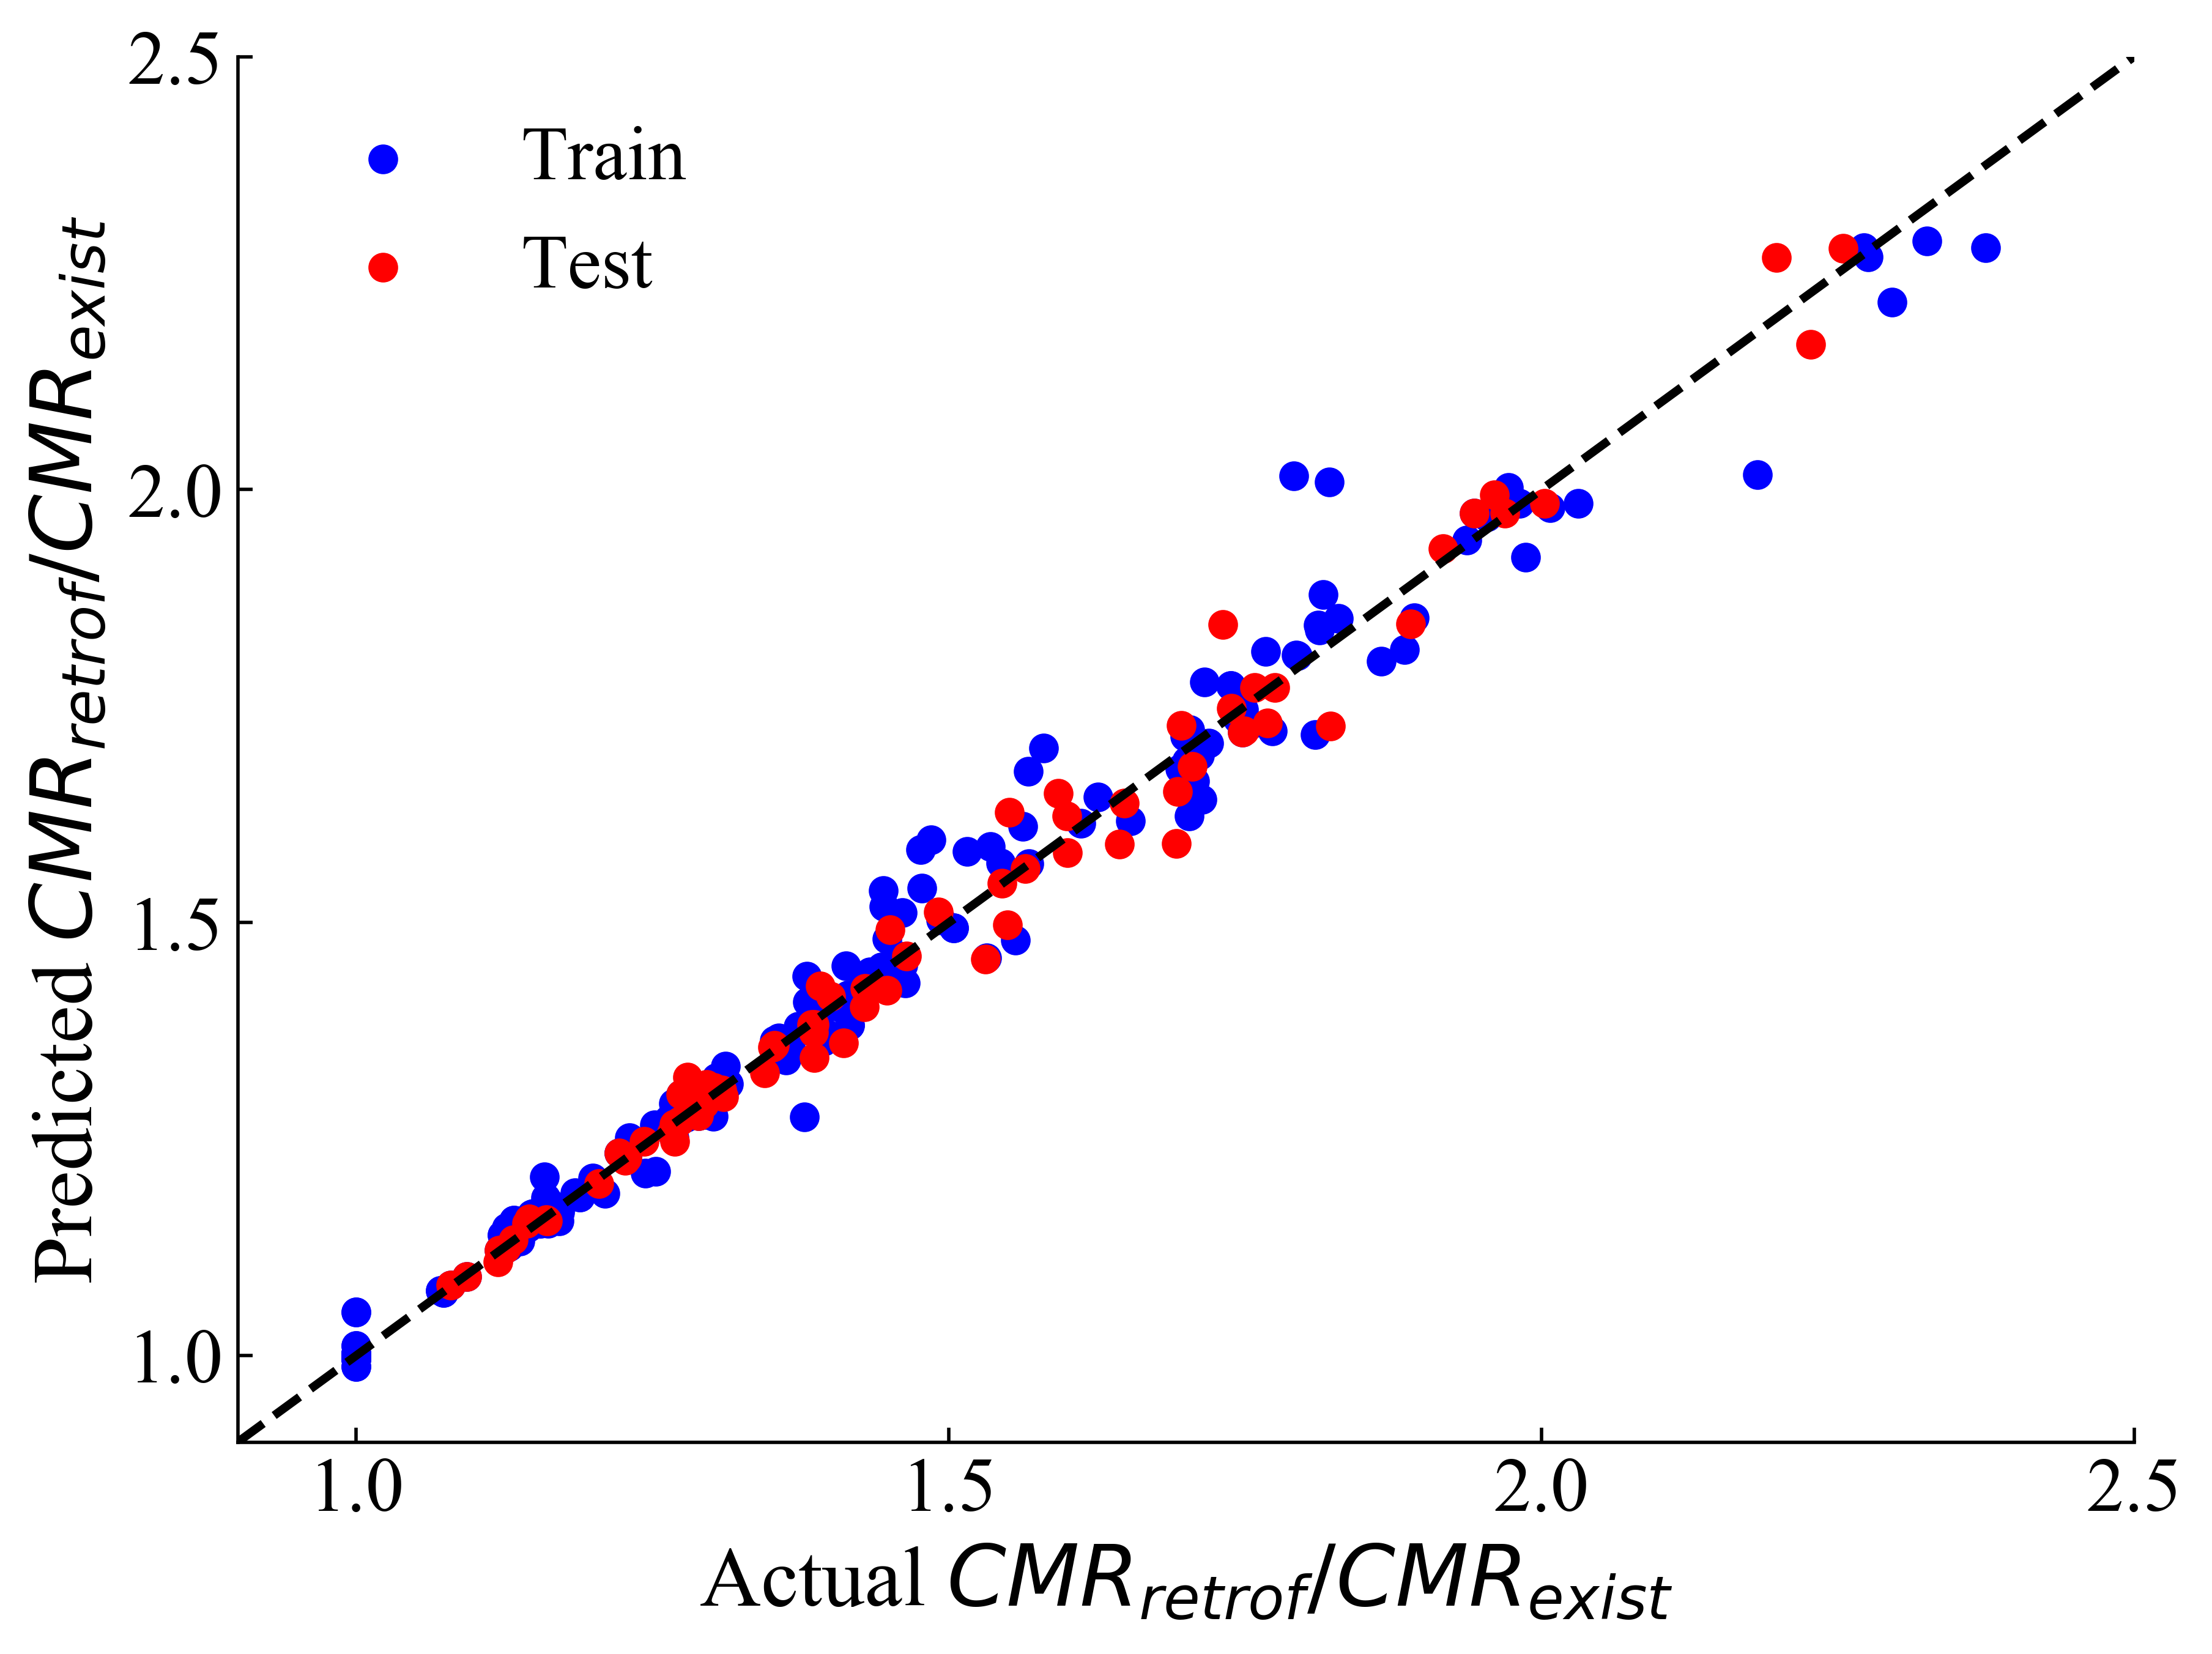 2.5
2.0
1.5
1.0
Predicted CMR_retrof/CMR_exist
Train
Test
1.0 1.5 2.0 2.5
Actual CMR_retrof/CMR_exist